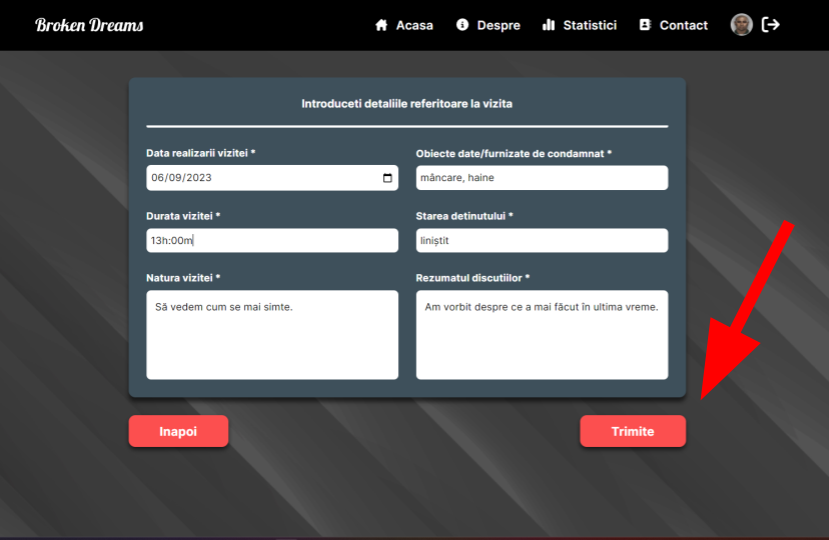 Broken Dreams
Acasa
Despre
Statistici
Contact
Introduceti detaliile referitoare la vizita
Data realizarii vizitei *
06/09/2023
Obiecte date/furnizate de condamnat *
mâncare, haine
Durata vizitei *
13h:00m
Starea detinutului *
liniștit
Natura vizitei *
Să vedem cum se mai simte.
Rezumatul discutiilor *
Am vorbit despre ce a mai făcut în ultima vreme.
Inapoi
Trimite